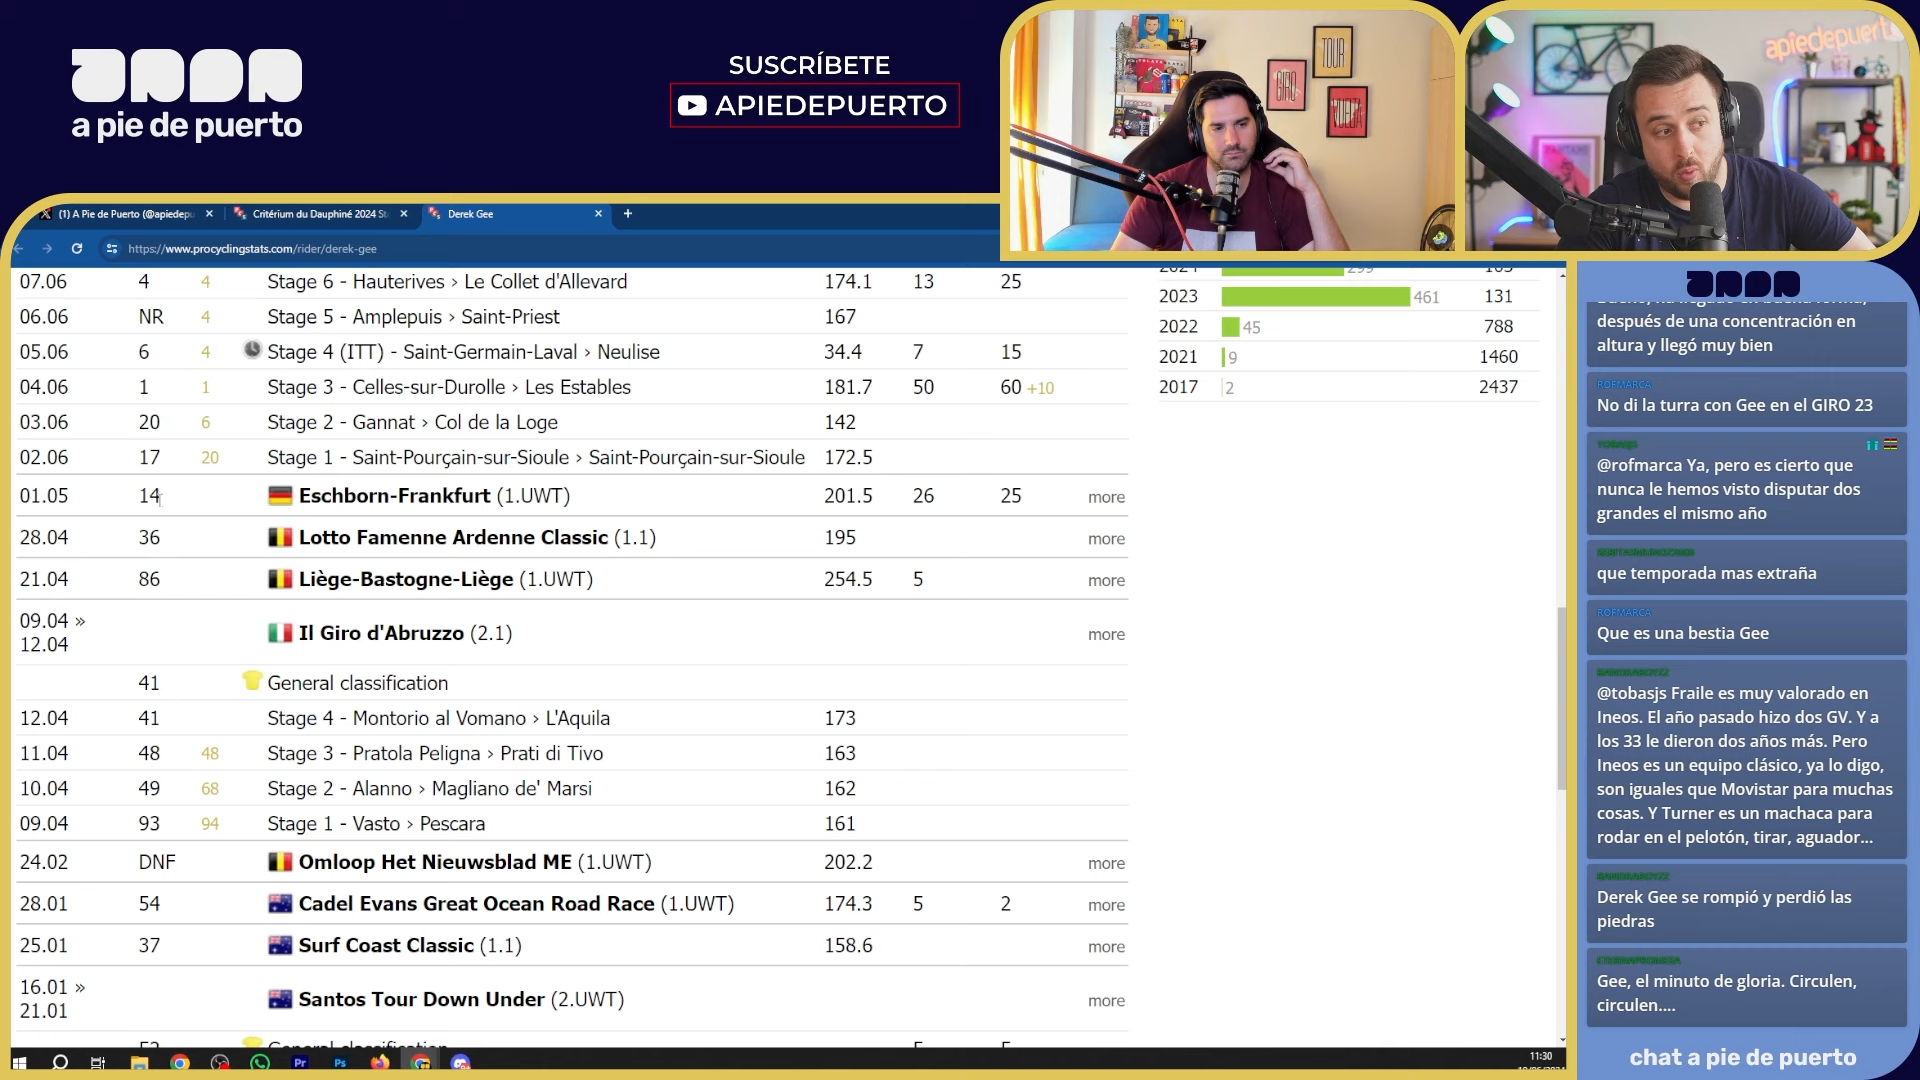 a pie de puerto
SUSCRÍBETE
APIEDEPUERTO
TOUR
GIRO
apiedepuert
(1) A Pie de Puerto (@apiedepu
Critérium du Dauphiné 2024 St
Derek Gee
https://www.procyclingstats.com/rider/derek-gee
07.06 4 4 Stage 6 - Hauterives › Le Collet d'Allevard 174.1 13 25
06.06 NR 4 Stage 5 - Amplepuis › Saint-Priest 167
05.06 6 4 Stage 4 (ITT) - Saint-Germain-Laval › Neulise 34.4 7 15
04.06 1 1 Stage 3 - Celles-sur-Durolle › Les Estables 181.7 50 60 +10
03.06 20 6 Stage 2 - Gannat › Col de la Loge 142
02.06 17 20 Stage 1 - Saint-Pourçain-sur-Sioule › Saint-Pourçain-sur-Sioule 172.5
01.05 14 Eschborn-Frankfurt (1.UWT) 201.5 26 25 more
28.04 36 Lotto Famenne Ardenne Classic (1.1) 195 more
21.04 86 Liège-Bastogne-Liège (1.UWT) 254.5 5 more
09.04 »
12.04 Il Giro d'Abruzzo (2.1) more
41 General classification
12.04 41 Stage 4 - Montorio al Vomano › L'Aquila 173
11.04 48 48 Stage 3 - Pratola Peligna › Prati di Tivo 163
10.04 49 68 Stage 2 - Alanno › Magliano de' Marsi 162
09.04 93 94 Stage 1 - Vasto › Pescara 161
24.02 DNF Omloop Het Nieuwsblad ME (1.UWT) 202.2 more
28.01 54 Cadel Evans Great Ocean Road Race (1.UWT) 174.3 5 2 more
25.01 37 Surf Coast Classic (1.1) 158.6 more
16.01 »
21.01 Santos Tour Down Under (2.UWT) more
General classification
2023 461 131
2022 45 788
2021 9 1460
2017 2 2437
Pr
Ps
11:30
después de una concentración en
altura y llegó muy bien
ROFMARCA
No di la turra con Gee en el GIRO 23
TOBASJS
@rofmarca Ya, pero es cierto que
nunca le hemos visto disputar dos
grandes el mismo año
que temporada mas extraña
ROFMARCA
Que es una bestia Gee
@tobasjs Fraile es muy valorado en
Ineos. El año pasado hizo dos GV. Y a
los 33 le dieron dos años más. Pero
Ineos es un equipo clásico, ya lo digo,
son iguales que Movistar para muchas
cosas. Y Turner es un machaca para
rodar en el pelotón, tirar, aguador...
Derek Gee se rompió y perdió las
piedras
Gee, el minuto de gloria. Circulen,
circulen....
chat a pie de puerto